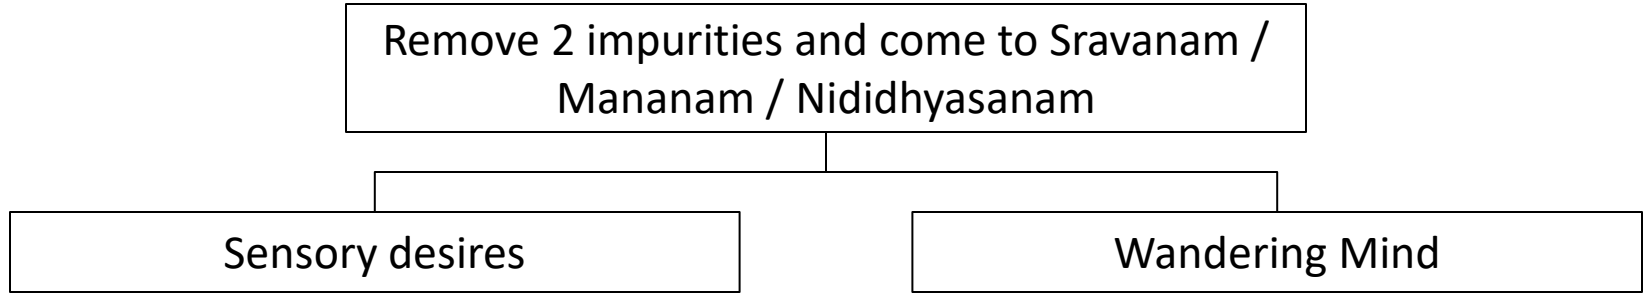 Remove 2 impurities and come to Sravanam /
Mananam / Nididhyasanam
Sensory desires
Wandering Mind